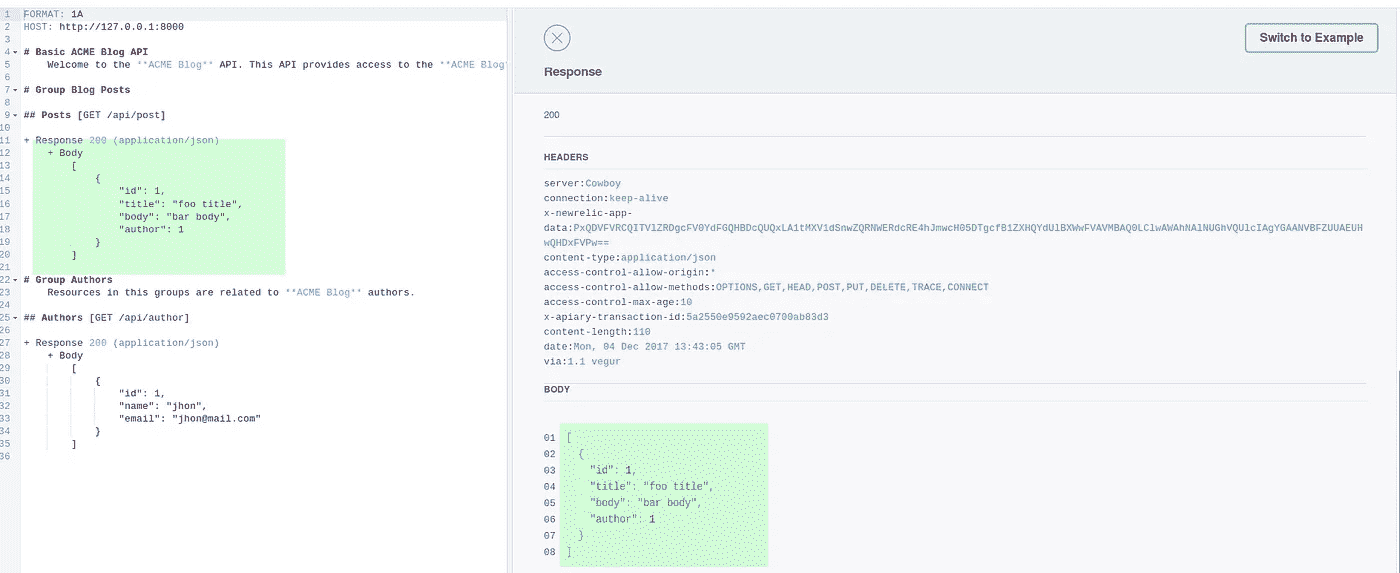 1 FORMAT: 1A
2 HOST: http://127.0.0.1:8000
3
4 # Basic ACME Blog API
5 Welcome to the **ACME Blog** API. This API provides access to the **ACME Blog*
6
7 # Group Blog Posts
8
9 ## Posts [GET /api/post]
10
11 + Response 200 (application/json)
12 + Body
13 [
14 {
15 "id": 1,
16 "title": "foo title",
17 "body": "bar body",
18 "author": 1
19 }
20 ]
21
22 # Group Authors
23 Resources in this groups are related to **ACME Blog** authors.
24
25 ## Authors [GET /api/author]
26
27 + Response 200 (application/json)
28 + Body
29 [
30 {
31 "id": 1,
32 "name": "jhon",
33 "email": "jhon@mail.com"
34 }
35 ]
36
Switch to Example
Response
200
HEADERS
server:Cowboy
connection:keep-alive
x-newrelic-app-
data:
content-type:application/json
access-control-allow-origin:*
access-control-allow-methods:OPTIONS,GET,HEAD,POST,PUT,DELETE,TRACE,CONNECT
access-control-max-age:10
x-apiary-transaction-id:5a2550e9592aec0700ab83d3
content-length:110
date:Mon, 04 Dec 2017 13:43:05 GMT
via:1.1 vegur
BODY
01 [
02 {
03 "id": 1,
04 "title": "foo title",
05 "body": "bar body",
06 "author": 1
07 }
08 ]